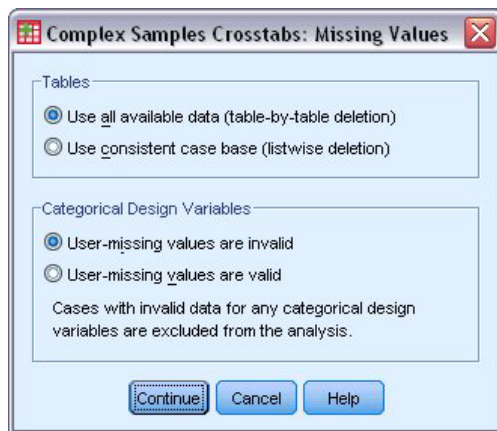 Complex Samples Crosstabs: Missing Values
Tables
Use all available data (table-by-table deletion)
Use consistent case base (listwise deletion)
Categorical Design Variables
User-missing values are invalid
User-missing values are valid
Cases with invalid data for any categorical design
variables are excluded from the analysis.
Continue Cancel Help